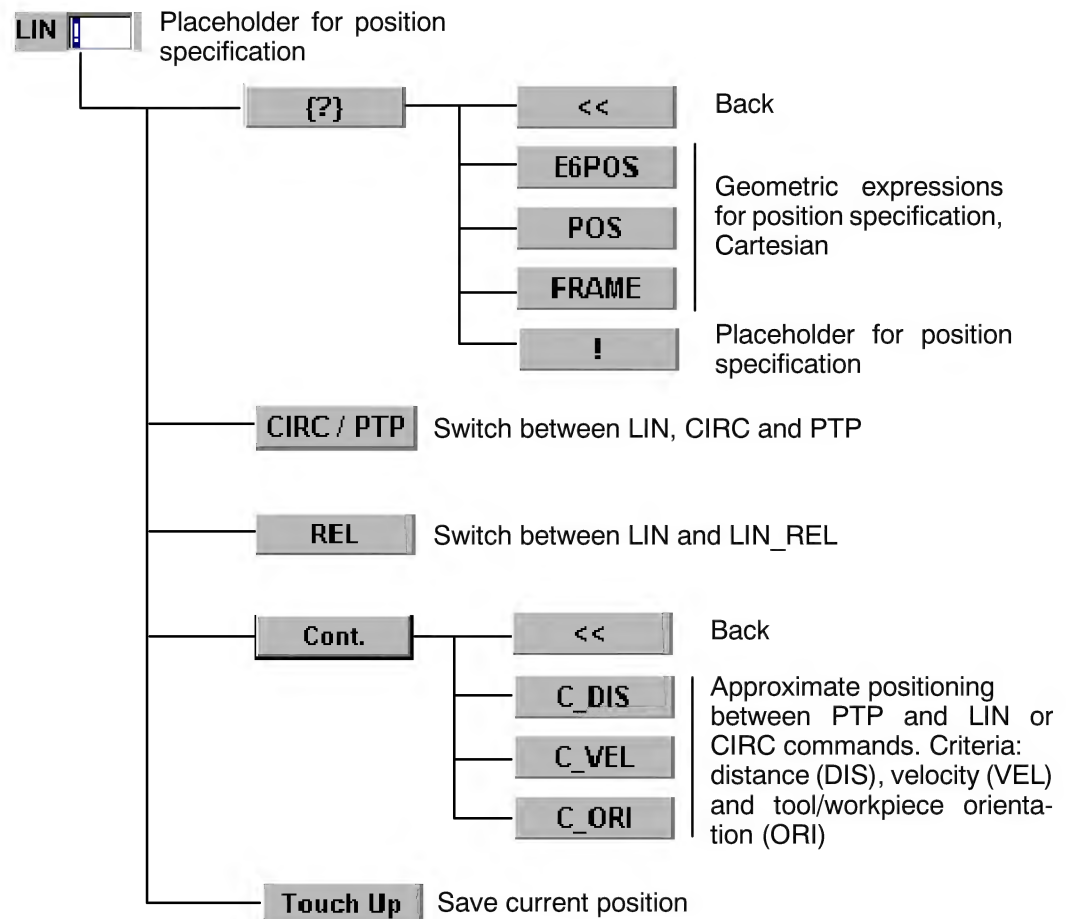 LIN ! Placeholder for position
specification
{?}
<< Back
E6POS
POS
FRAME
Geometric expressions
for position specification,
Cartesian
! Placeholder for position
specification
CIRC / PTP Switch between LIN, CIRC and PTP
REL Switch between LIN and LIN_REL
Cont.
<< Back
C_DIS
C_VEL
C_ORI
Approximate positioning
between PTP and LIN or
CIRC commands. Criteria:
distance (DIS), velocity (VEL)
and tool/workpiece orienta-
tion (ORI)
Touch Up Save current position